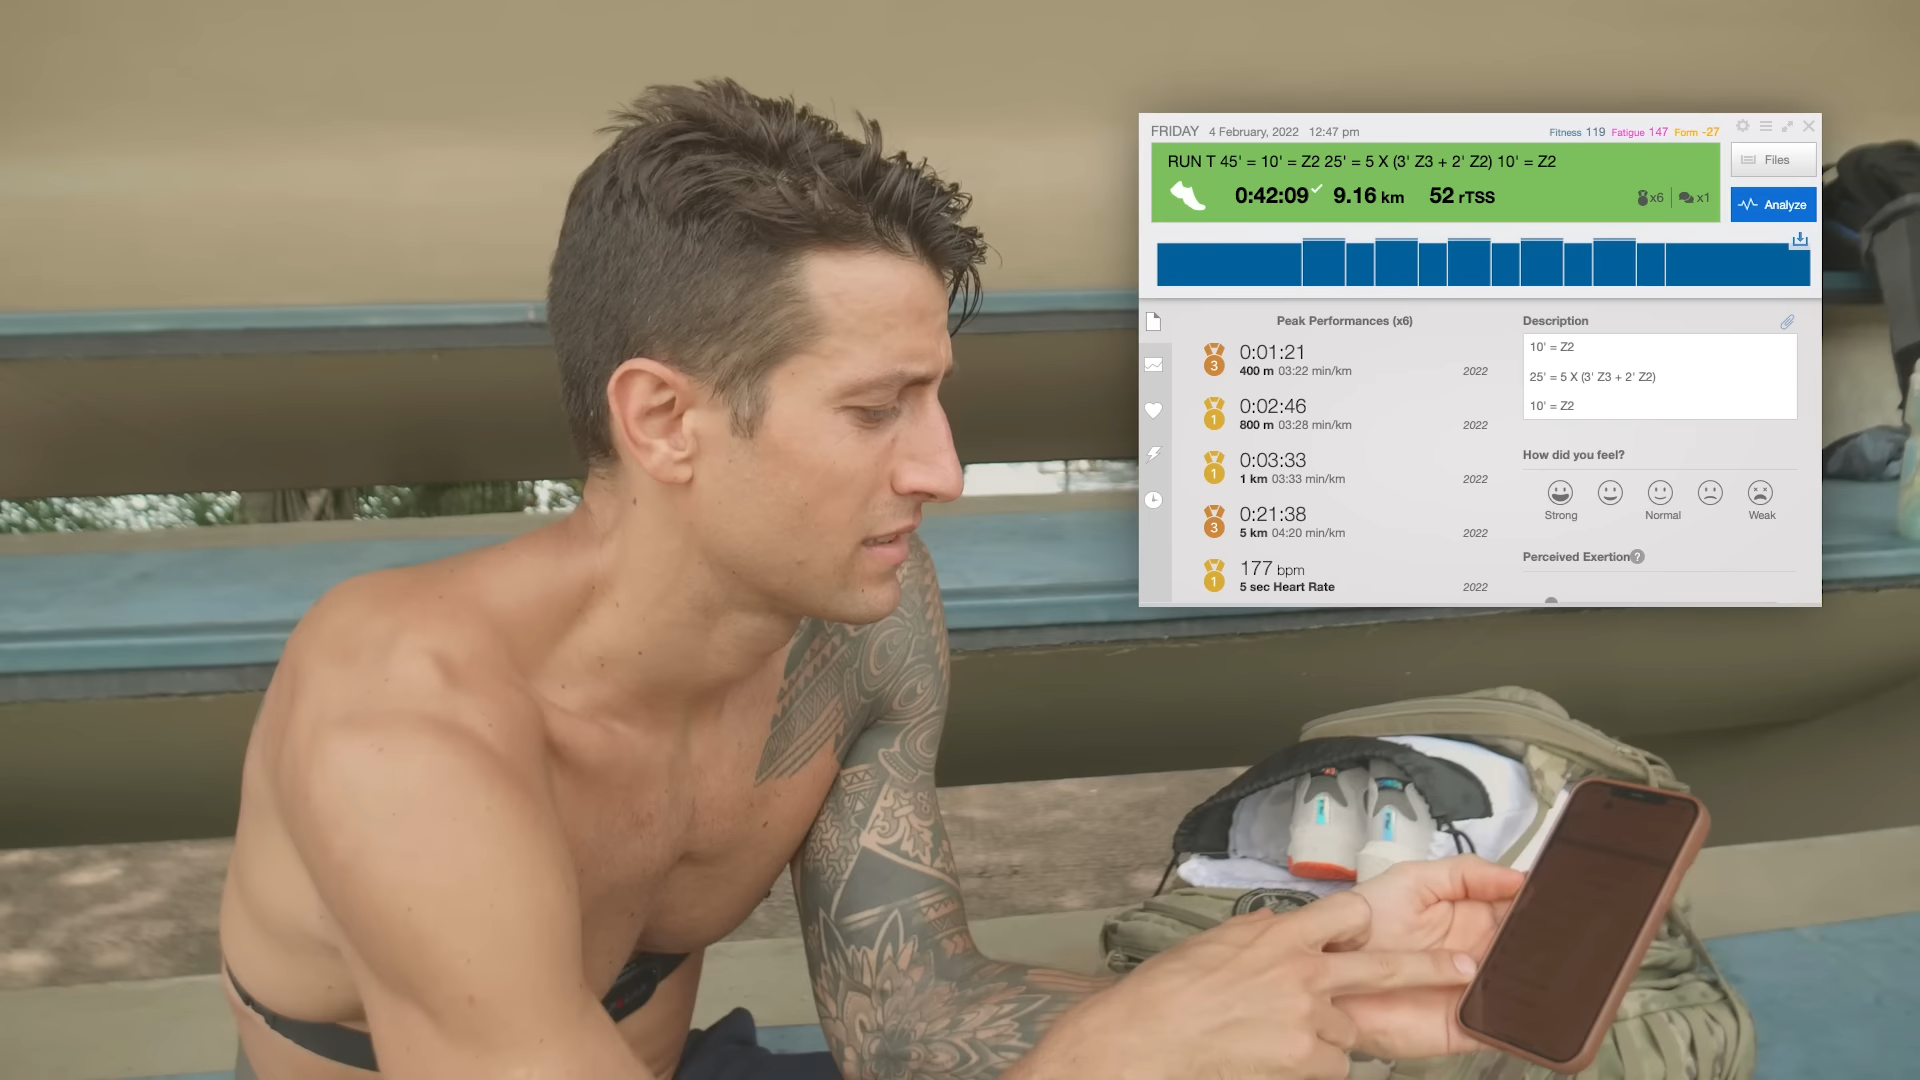 FRIDAY 4 February, 2022 12:47 pm Fitness 119 Fatigue 147 Form -27
RUN T 45' = 10' = Z2 25' = 5 X (3' Z3 + 2' Z2) 10' = Z2
0:42:09 9.16 km 52 rTSS x6 x1
Files
Analyze
Peak Performances (x6)
3 0:01:21
400 m 03:22 min/km 2022
1 0:02:46
800 m 03:28 min/km 2022
1 0:03:33
1 km 03:33 min/km 2022
3 0:21:38
5 km 04:20 min/km 2022
1 177 bpm
5 sec Heart Rate 2022
Description
10' = Z2
25' = 5 X (3' Z3 + 2' Z2)
10' = Z2
How did you feel?
Strong Normal Weak
Perceived Exertion ?